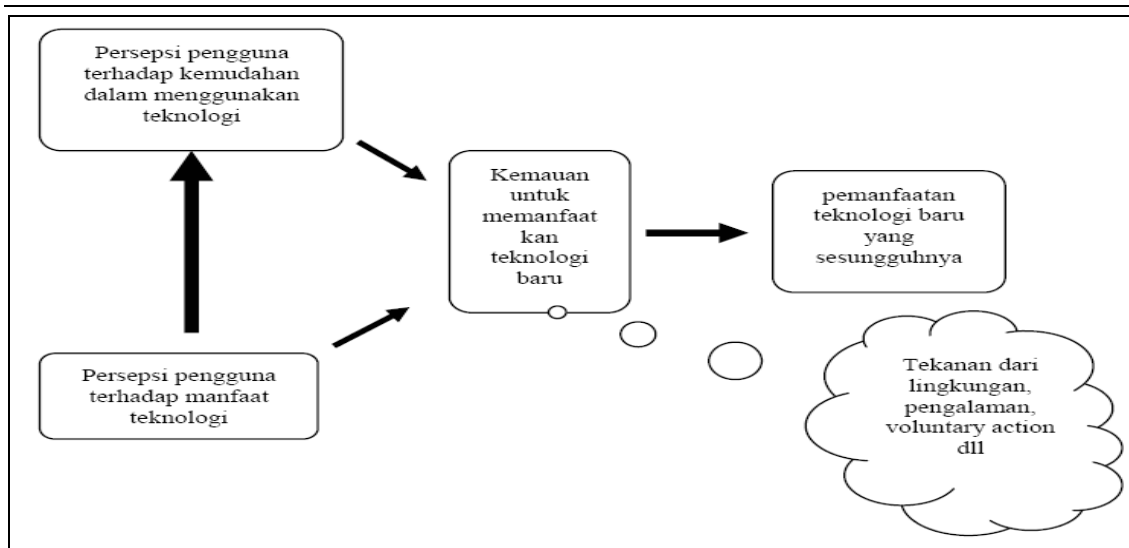 Persepsi pengguna
terhadap kemudahan
dalam menggunakan
teknologi
Kemauan
untuk
memanfaat
kan
teknologi
baru
pemanfaatan
teknologi baru
yang
sesungguhnya
Persepsi pengguna
terhadap manfaat
teknologi
Tekanan dari
lingkungan,
pengalaman,
voluntary action
dll